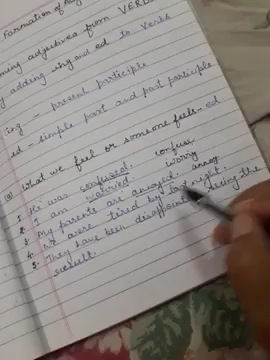 Formation of
ming adjectives from VERB
y adding ing and ed to Verbs
ing - present participle
ed - simple past and past participle
(a) What we feel or someone feels - ed
confuse
1. He was confused. worry
2. I am worried. annoy
3. My parents are annoyed.
4. We were tired by last night.
5. They have been disappoint seeing the
result.